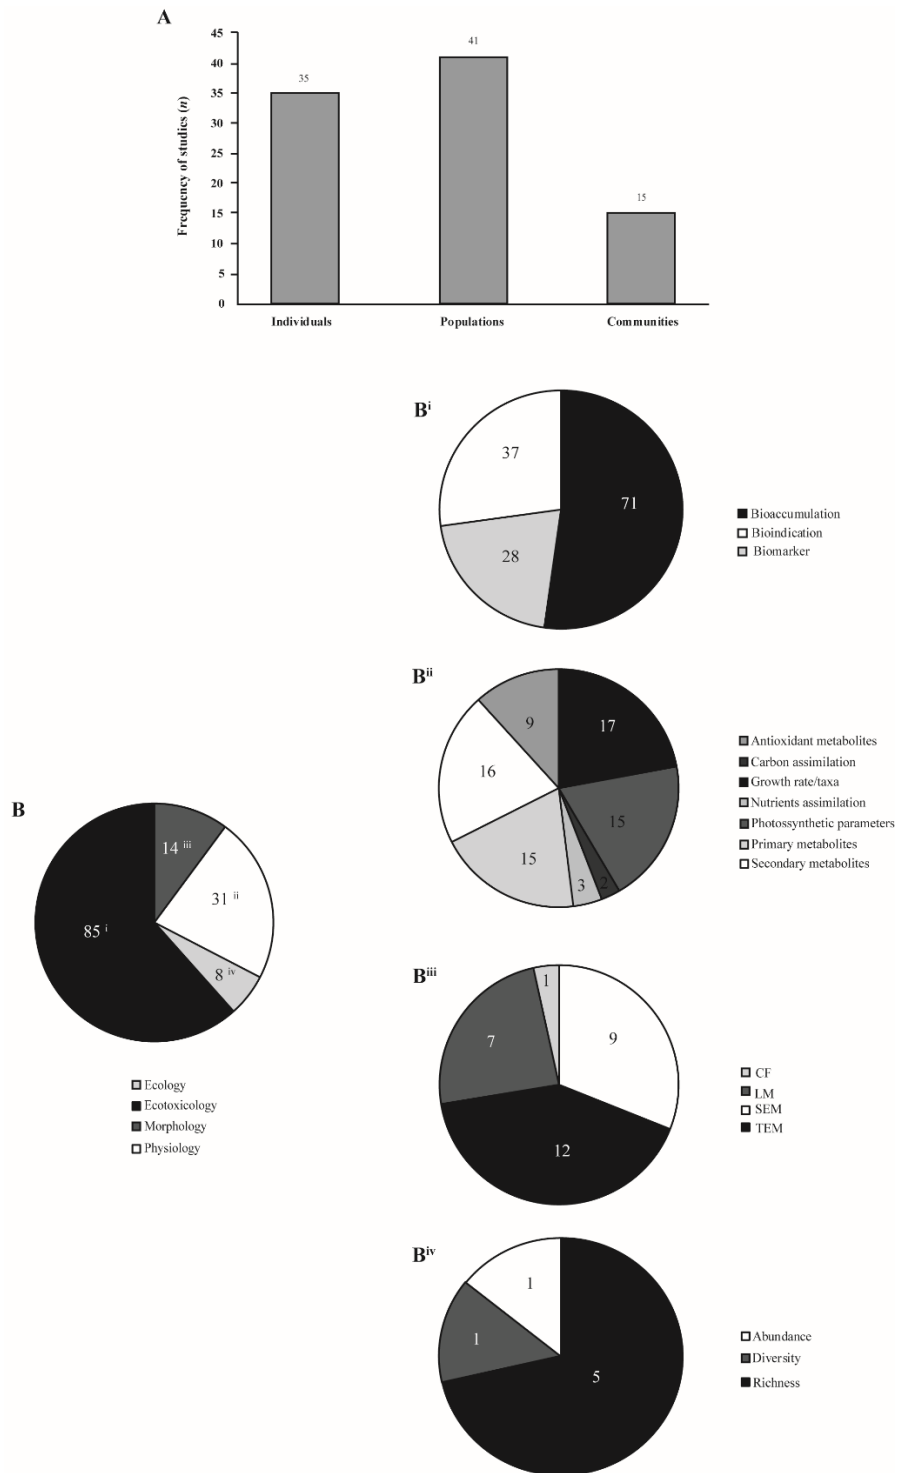 A
Frequency of studies (n)
45
40
35
30
25
20
15
10
5
0
35
41
15
Individuals
Populations
Communities
Bi
37
71
28
Bioaccumulation
Bioindication
Biomarker
Bii
9
17
16
15
15
3
2
Antioxidant metabolites
Carbon assimilation
Growth rate/taxa
Nutrients assimilation
Photossynthetic parameters
Primary metabolites
Secondary metabolites
B
14 iii
31 ii
85 i
8 iv
Ecology
Ecotoxicology
Morphology
Physiology
Biii
1
7
9
12
CF
LM
SEM
TEM
Biv
1
1
5
Abundance
Diversity
Richness